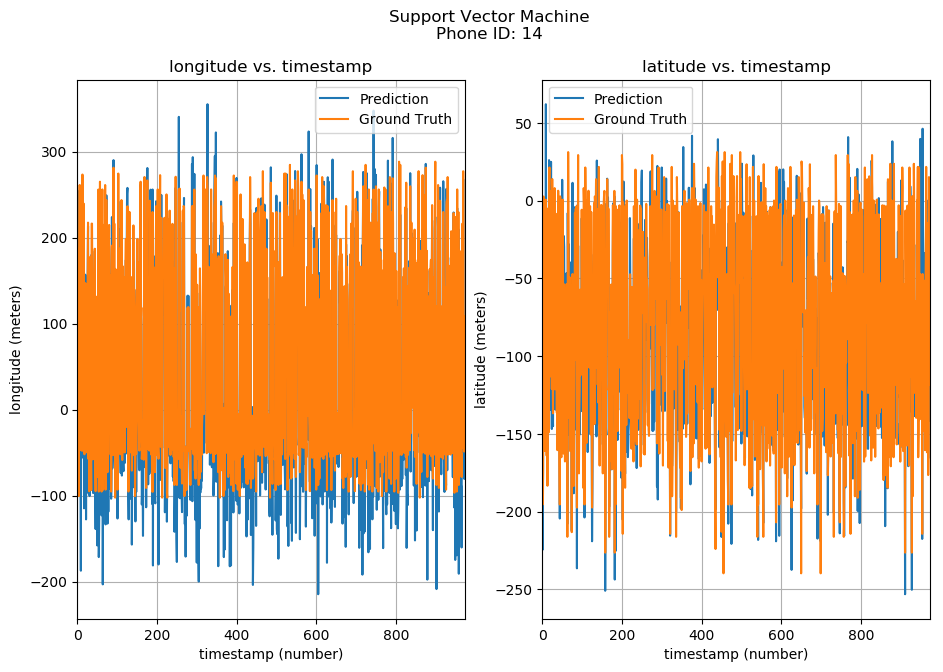 Support Vector Machine
Phone ID: 14
longitude vs. timestamp
Prediction
Ground Truth
longitude (meters)
300
200
100
0
−100
−200
0 200 400 600 800
timestamp (number)
latitude vs. timestamp
Prediction
Ground Truth
latitude (meters)
50
0
−50
−100
−150
−200
−250
0 200 400 600 800
timestamp (number)